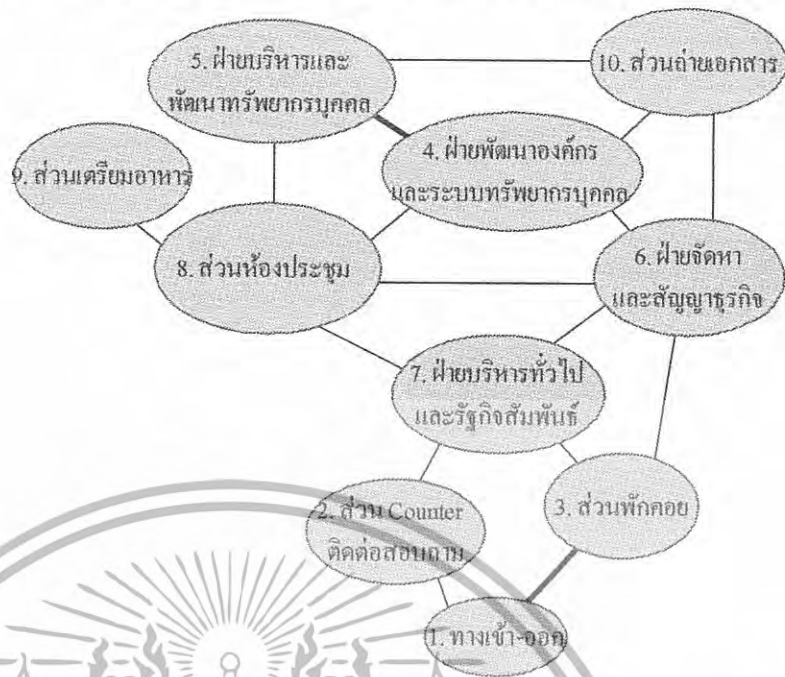 5. ฝ่ายบริหารและ
พัฒนาทรัพยากรบุคคล
10. ส่วนถ่ายเอกสาร
4. ฝ่ายพัฒนาองค์กร
และระบบทรัพยากรบุคคล
9. ส่วนเตรียมอาหาร
8. ส่วนห้องประชุม
6. ฝ่ายจัดหา
และสัญญาธุรกิจ
7. ฝ่ายบริหารทั่วไป
และรัฐกิจสัมพันธ์
2. ส่วน Counter
ติดต่อสอบถาม
3. ส่วนพักคอย
1. ทางเข้า-ออก